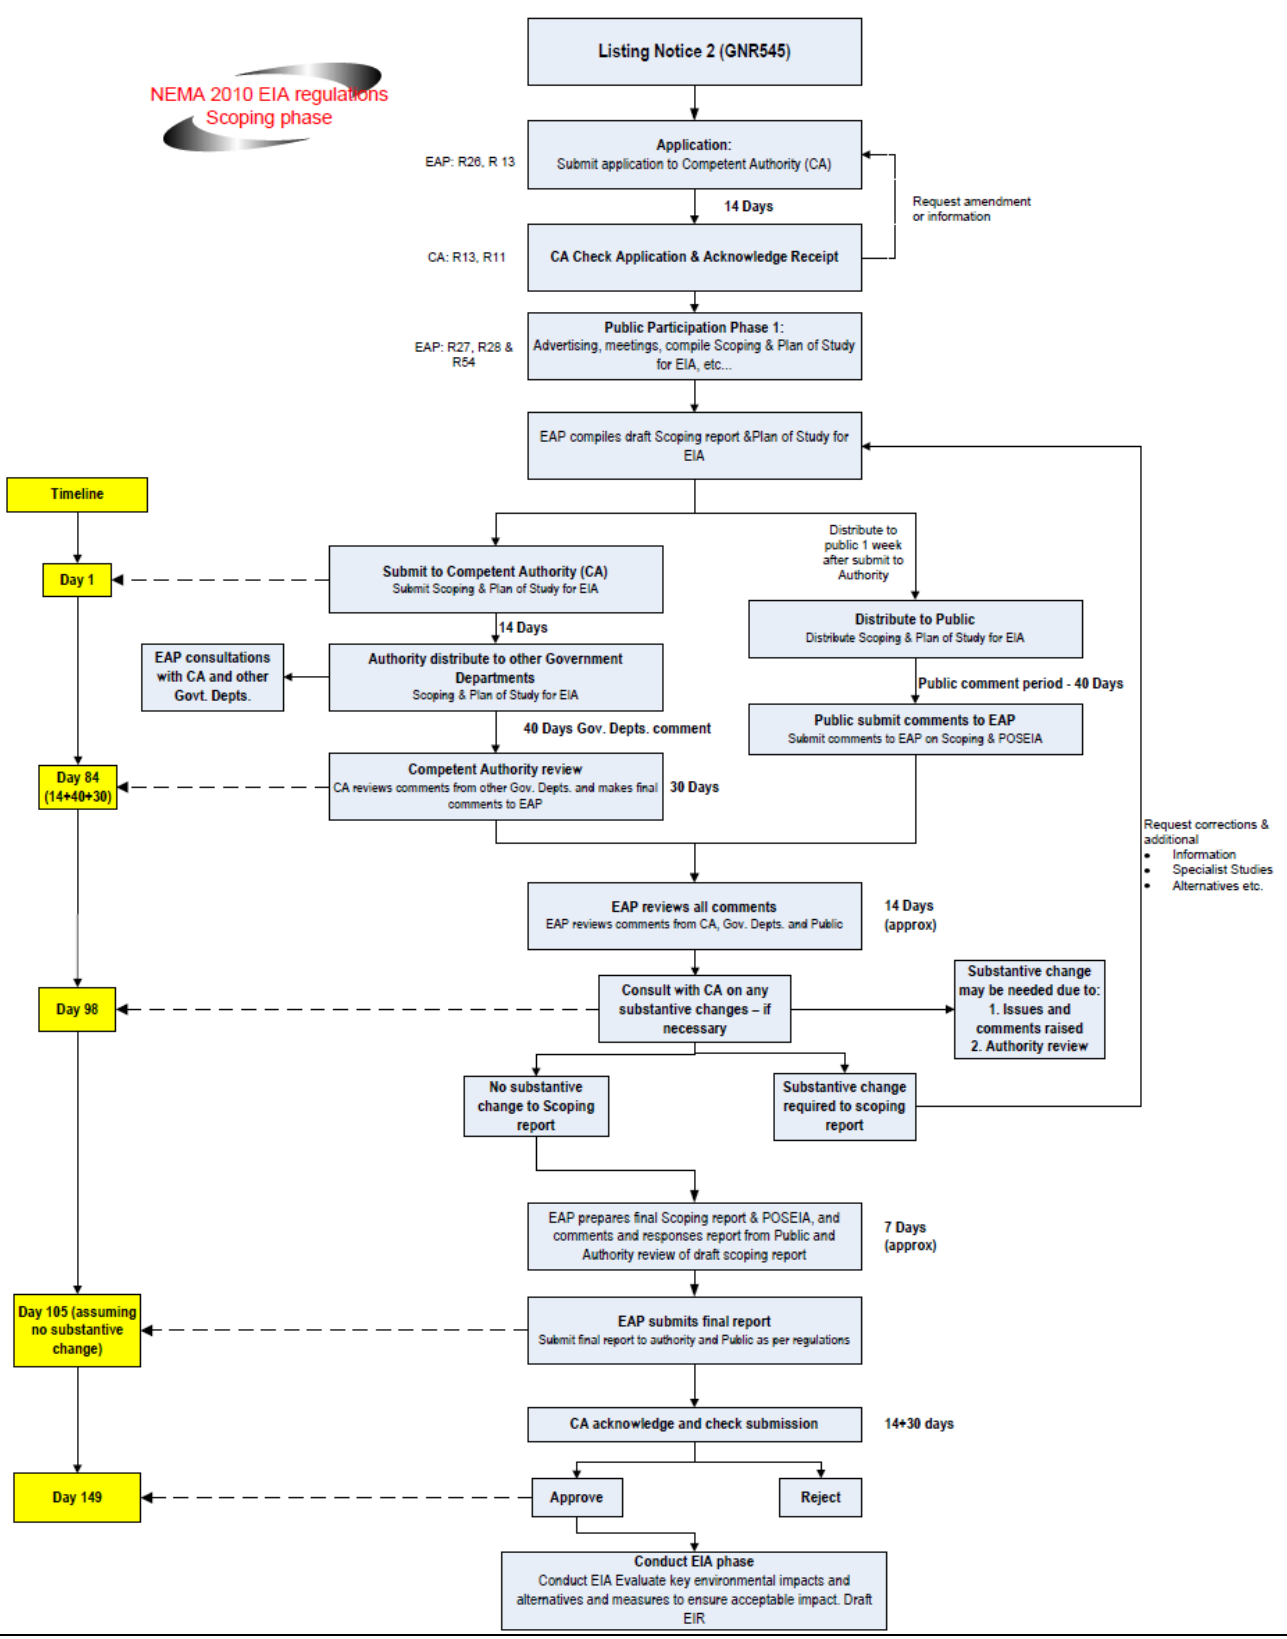 Listing Notice 2 (GNR545)
NEMA 2010 EIA regulations
Scoping phase
EAP: R26, R 13
Application:
Submit application to Competent Authority (CA)
14 Days
Request amendment
or information
CA: R13, R11
CA Check Application & Acknowledge Receipt
EAP: R27, R28 &
R54
Public Participation Phase 1:
Advertising, meetings, compile Scoping & Plan of Study
for EIA, etc...
EAP compiles draft Scoping report &Plan of Study for
EIA
Timeline
Day 1
Submit to Competent Authority (CA)
Submit Scoping & Plan of Study for EIA
Distribute to
public 1 week
after submit to
Authority
Distribute to Public
Distribute Scoping & Plan of Study for EIA
14 Days
EAP consultations
with CA and other
Govt. Depts.
Authority distribute to other Government
Departments
Scoping & Plan of Study for EIA
Public comment period - 40 Days
40 Days Gov. Depts. comment
Public submit comments to EAP
Submit comments to EAP on Scoping & POSEIA
Day 84
(14+40+30)
Competent Authority review
CA reviews comments from other Gov. Depts. and makes final
comments to EAP
30 Days
Request corrections &
additional
• Information
• Specialist Studies
• Alternatives etc.
EAP reviews all comments
EAP reviews comments from CA, Gov. Depts. and Public
14 Days
(approx)
Day 98
Consult with CA on any
substantive changes – if
necessary
Substantive change
may be needed due to:
1. Issues and
comments raised
2. Authority review
No substantive
change to Scoping
report
Substantive change
required to scoping
report
EAP prepares final Scoping report & POSEIA, and
comments and responses report from Public and
Authority review of draft scoping report
7 Days
(approx)
Day 105 (assuming
no substantive
change)
EAP submits final report
Submit final report to authority and Public as per regulations
CA acknowledge and check submission
14+30 days
Day 149
Approve
Reject
Conduct EIA phase
Conduct EIA Evaluate key environmental impacts and
alternatives and measures to ensure acceptable impact. Draft
EIR